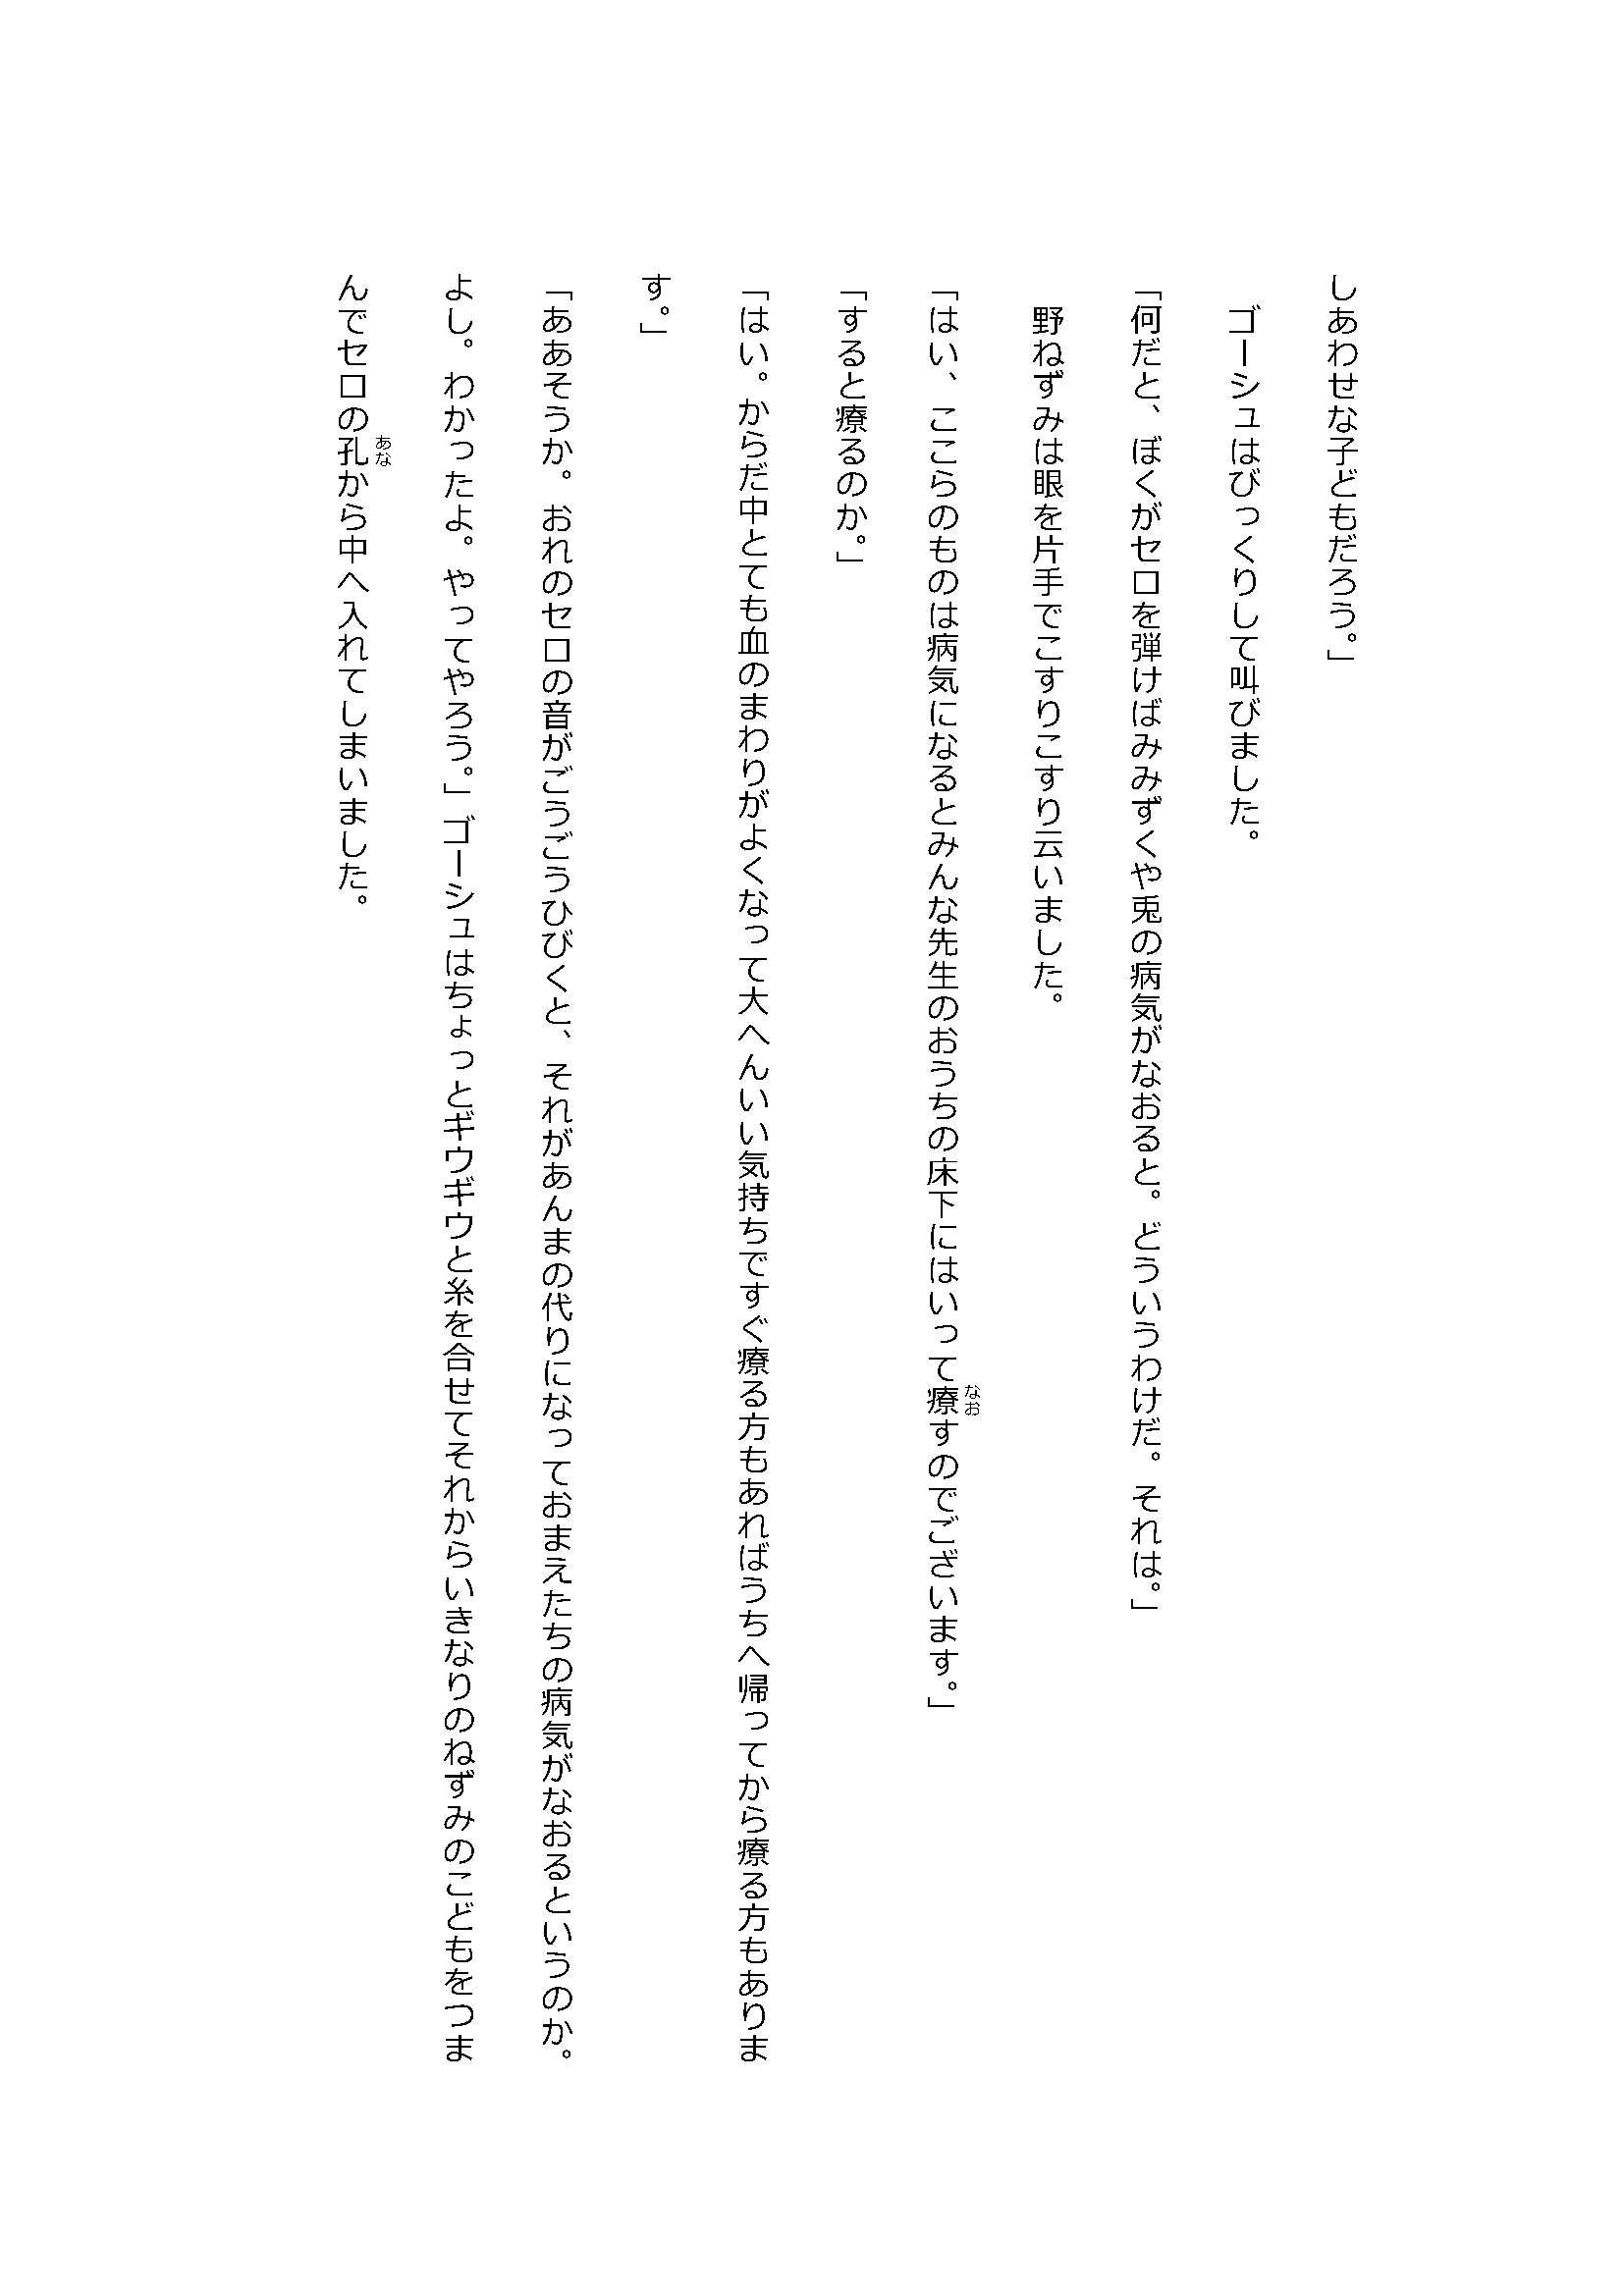 しあわせな子どもだろう。」
　ゴーシュはびっくりして叫びました。
「何だと、ぼくがセロを弾けばみみずくや兎の病気がなおると。どういうわけだ。それは。」
　野ねずみは眼を片手でこすりこすり云いました。
「はい、ここらのものは病気になるとみんな先生のおうちの床下にはいって療なおすのでございます。」
「すると療るのか。」
「はい。からだ中とても血のまわりがよくなって大へんいい気持ちですぐ療る方もあればうちへ帰ってから療る方もありま
す。」
「ああそうか。おれのセロの音がごうごうひびくと、それがあんまの代りになっておまえたちの病気がなおるというのか。
よし。わかったよ。やってやろう。」ゴーシュはちょっとギウギウと糸を合せてそれからいきなりのねずみのこどもをつま
んでセロの孔あなから中へ入れてしまいました。